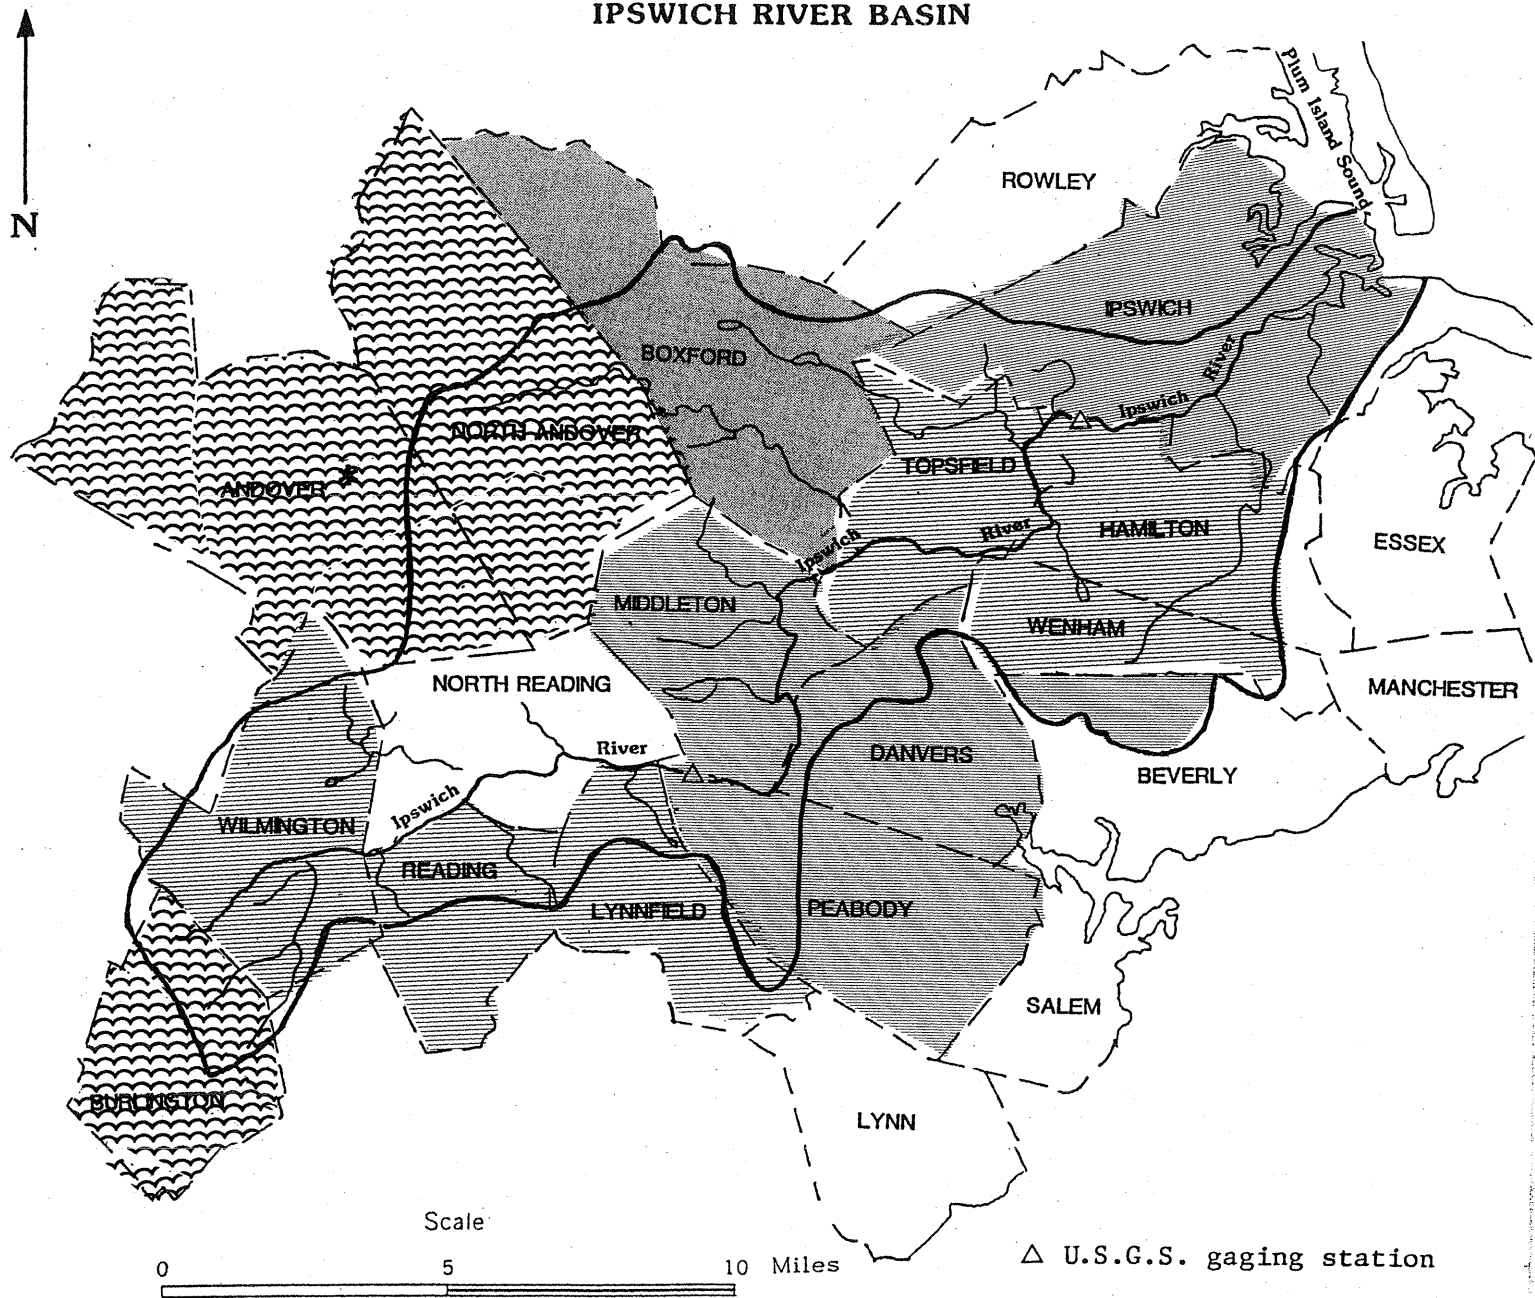 IPSWICH RIVER BASIN
N
Plum Island Sound
ROWLEY
IPSWICH
BOXFORD
River
Ipswich
NORTH ANDOVER
TOPSFIELD
ANDOVER *
River
HAMILTON
ESSEX
Ipswich
MIDDLETON
WENHAM
NORTH READING
MANCHESTER
River
DANVERS
BEVERLY
Ipswich
WILMINGTON
READING
LYNNFIELD
PEABODY
SALEM
BURLINGTON
LYNN
Scale
0 5 10 Miles
△ U.S.G.S. gaging station